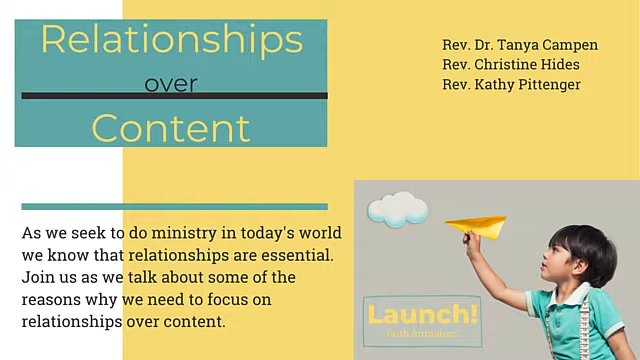 Relationships
over
Content
Rev. Dr. Tanya Campen
Rev. Christine Hides
Rev. Kathy Pittenger
As we seek to do ministry in today's world
we know that relationships are essential.
Join us as we talk about some of the
reasons why we need to focus on
relationships over content.
Launch!